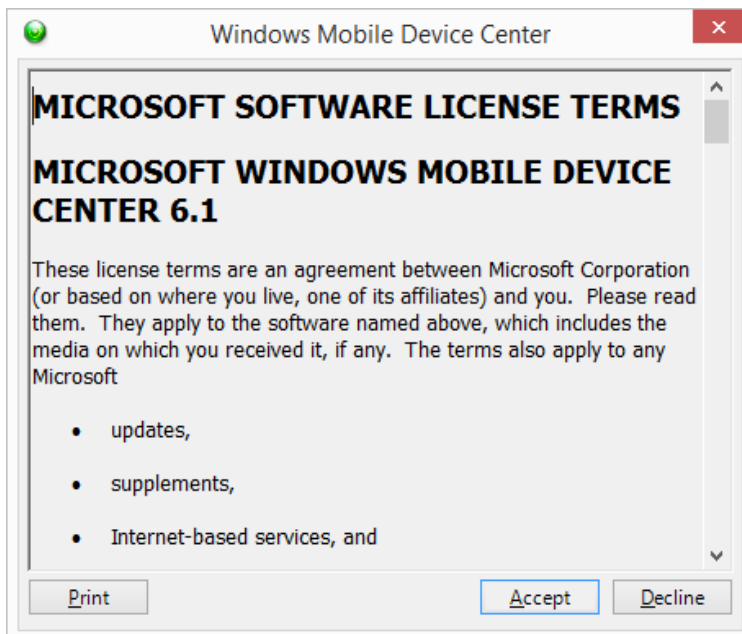 Windows Mobile Device Center
MICROSOFT SOFTWARE LICENSE TERMS
MICROSOFT WINDOWS MOBILE DEVICE
CENTER 6.1
These license terms are an agreement between Microsoft Corporation
(or based on where you live, one of its affiliates) and you.  Please read
them.  They apply to the software named above, which includes the
media on which you received it, if any.  The terms also apply to any
Microsoft
• updates,
• supplements,
• Internet-based services, and
Print Accept Decline